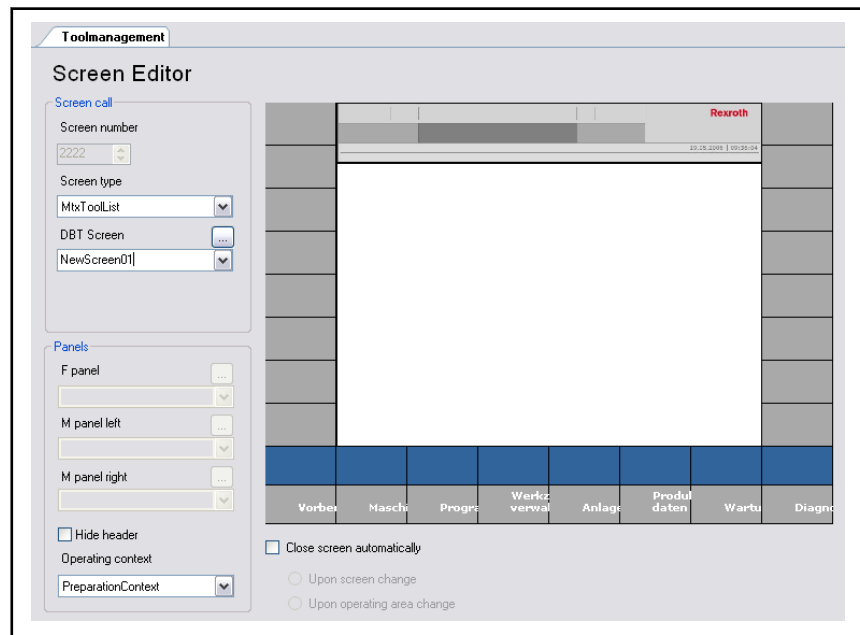 Toolmanagement
Screen Editor
Screen call
Screen number
2222
Screen type
MtxToolList
DBT Screen
...
NewScreen01
Panels
F panel
...
M panel left
...
M panel right
...
Hide header
Operating context
PreparationContext
Rexroth
Vorbei
Maschi
Progra
Werkz
verwal
Anlage
Produl
daten
Wartu
Diagno
Close screen automatically
Upon screen change
Upon operating area change